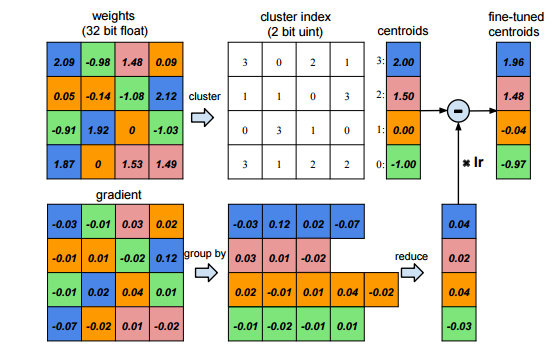 weights
(32 bit float)
cluster index
(2 bit uint)
centroids
fine-tuned
centroids
2.09 -0.98 1.48 0.09
0.05 -0.14 -1.08 2.12
-0.91 1.92 0 -1.03
1.87 0 1.53 1.49
cluster
3 0 2 1
1 1 0 3
0 3 1 0
3 1 2 2
3: 2.00
2: 1.50
1: 0.00
0: -1.00
-
× lr
1.96
1.48
-0.04
-0.97
gradient
-0.03 -0.01 0.03 0.02
-0.01 0.01 -0.02 0.12
-0.01 0.02 0.04 0.01
-0.07 -0.02 0.01 -0.02
group by
-0.03 0.12 0.02 -0.07
0.03 0.01 -0.02
0.02 -0.01 0.01 0.04 -0.02
-0.01 -0.02 -0.01 0.01
reduce
0.04
0.02
0.04
-0.03